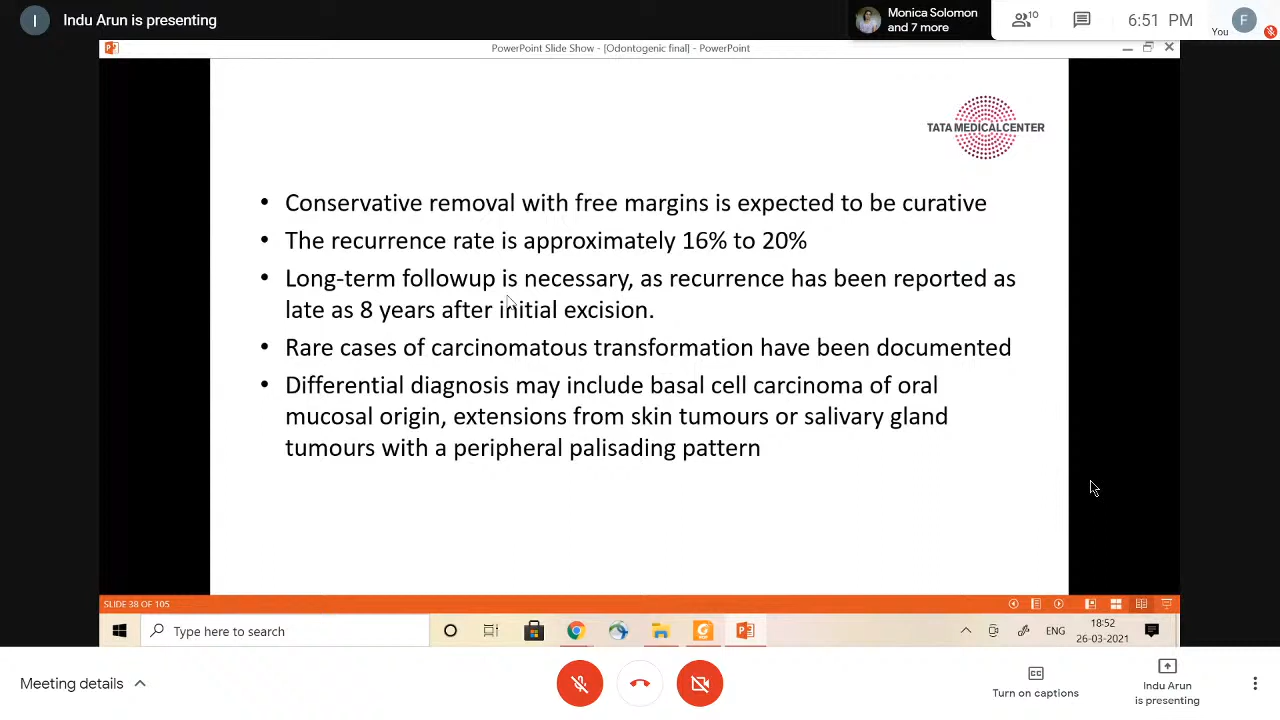 I Indu Arun is presenting
Monica Solomon
and 7 more
10
6:51 PM
F
You
PowerPoint Slide Show - [Odontogenic final] - PowerPoint
TATA MEDICAL CENTER
• Conservative removal with free margins is expected to be curative
• The recurrence rate is approximately 16% to 20%
• Long-term followup is necessary, as recurrence has been reported as
late as 8 years after initial excision.
• Rare cases of carcinomatous transformation have been documented
• Differential diagnosis may include basal cell carcinoma of oral
mucosal origin, extensions from skin tumours or salivary gland
tumours with a peripheral palisading pattern
SLIDE 38 OF 105
Type here to search
ENG
18:52
26-03-2021
Meeting details
Turn on captions
Indu Arun
is presenting